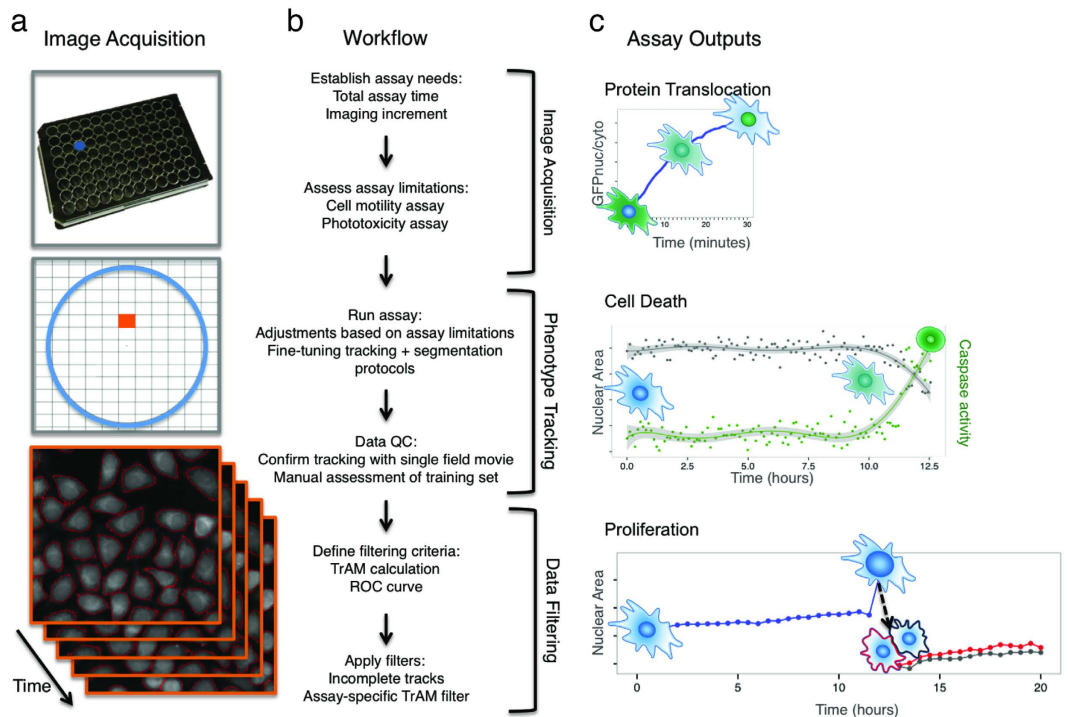 a
Image Acquisition
Time
b
Workflow
Establish assay needs:
Total assay time
Imaging increment
Assess assay limitations:
Cell motility assay
Phototoxicity assay
Image Acquisition
Run assay:
Adjustments based on assay limitations
Fine-tuning tracking + segmentation
protocols
Data QC:
Confirm tracking with single field movie
Manual assessment of training set
Phenotype Tracking
Define filtering criteria:
TrAM calculation
ROC curve
Apply filters:
Incomplete tracks
Assay-specific TrAM filter
Data Filtering
c
Assay Outputs
Protein Translocation
GFPnuc/cyto
10 20 30
Time (minutes)
Cell Death
Nuclear Area
Caspase activity
0.0 2.5 5.0 7.5 10.0 12.5
Time (hours)
Proliferation
Nuclear Area
0 5 10 15 20
Time (hours)